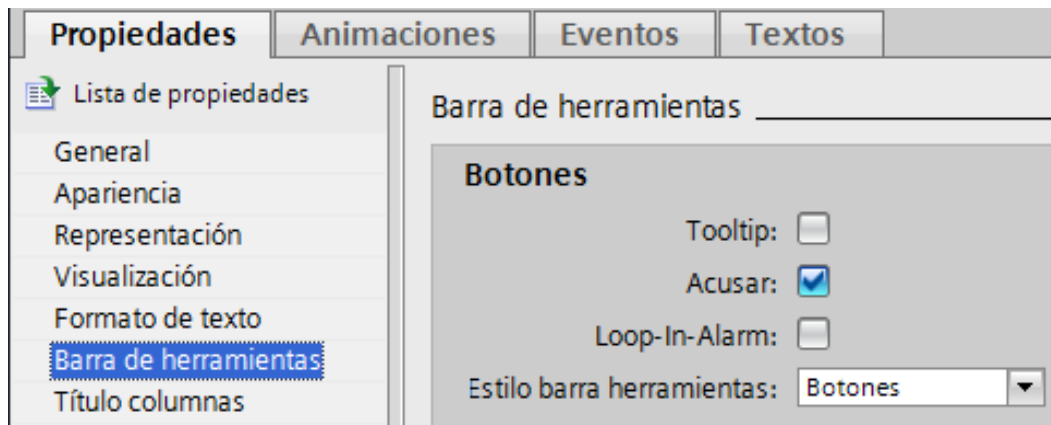 Propiedades Animaciones Eventos Textos
Lista de propiedades
General
Apariencia
Representación
Visualización
Formato de texto
Barra de herramientas
Título columnas
Barra de herramientas
Botones
Tooltip:
Acusar:
Loop-In-Alarm:
Estilo barra herramientas: Botones